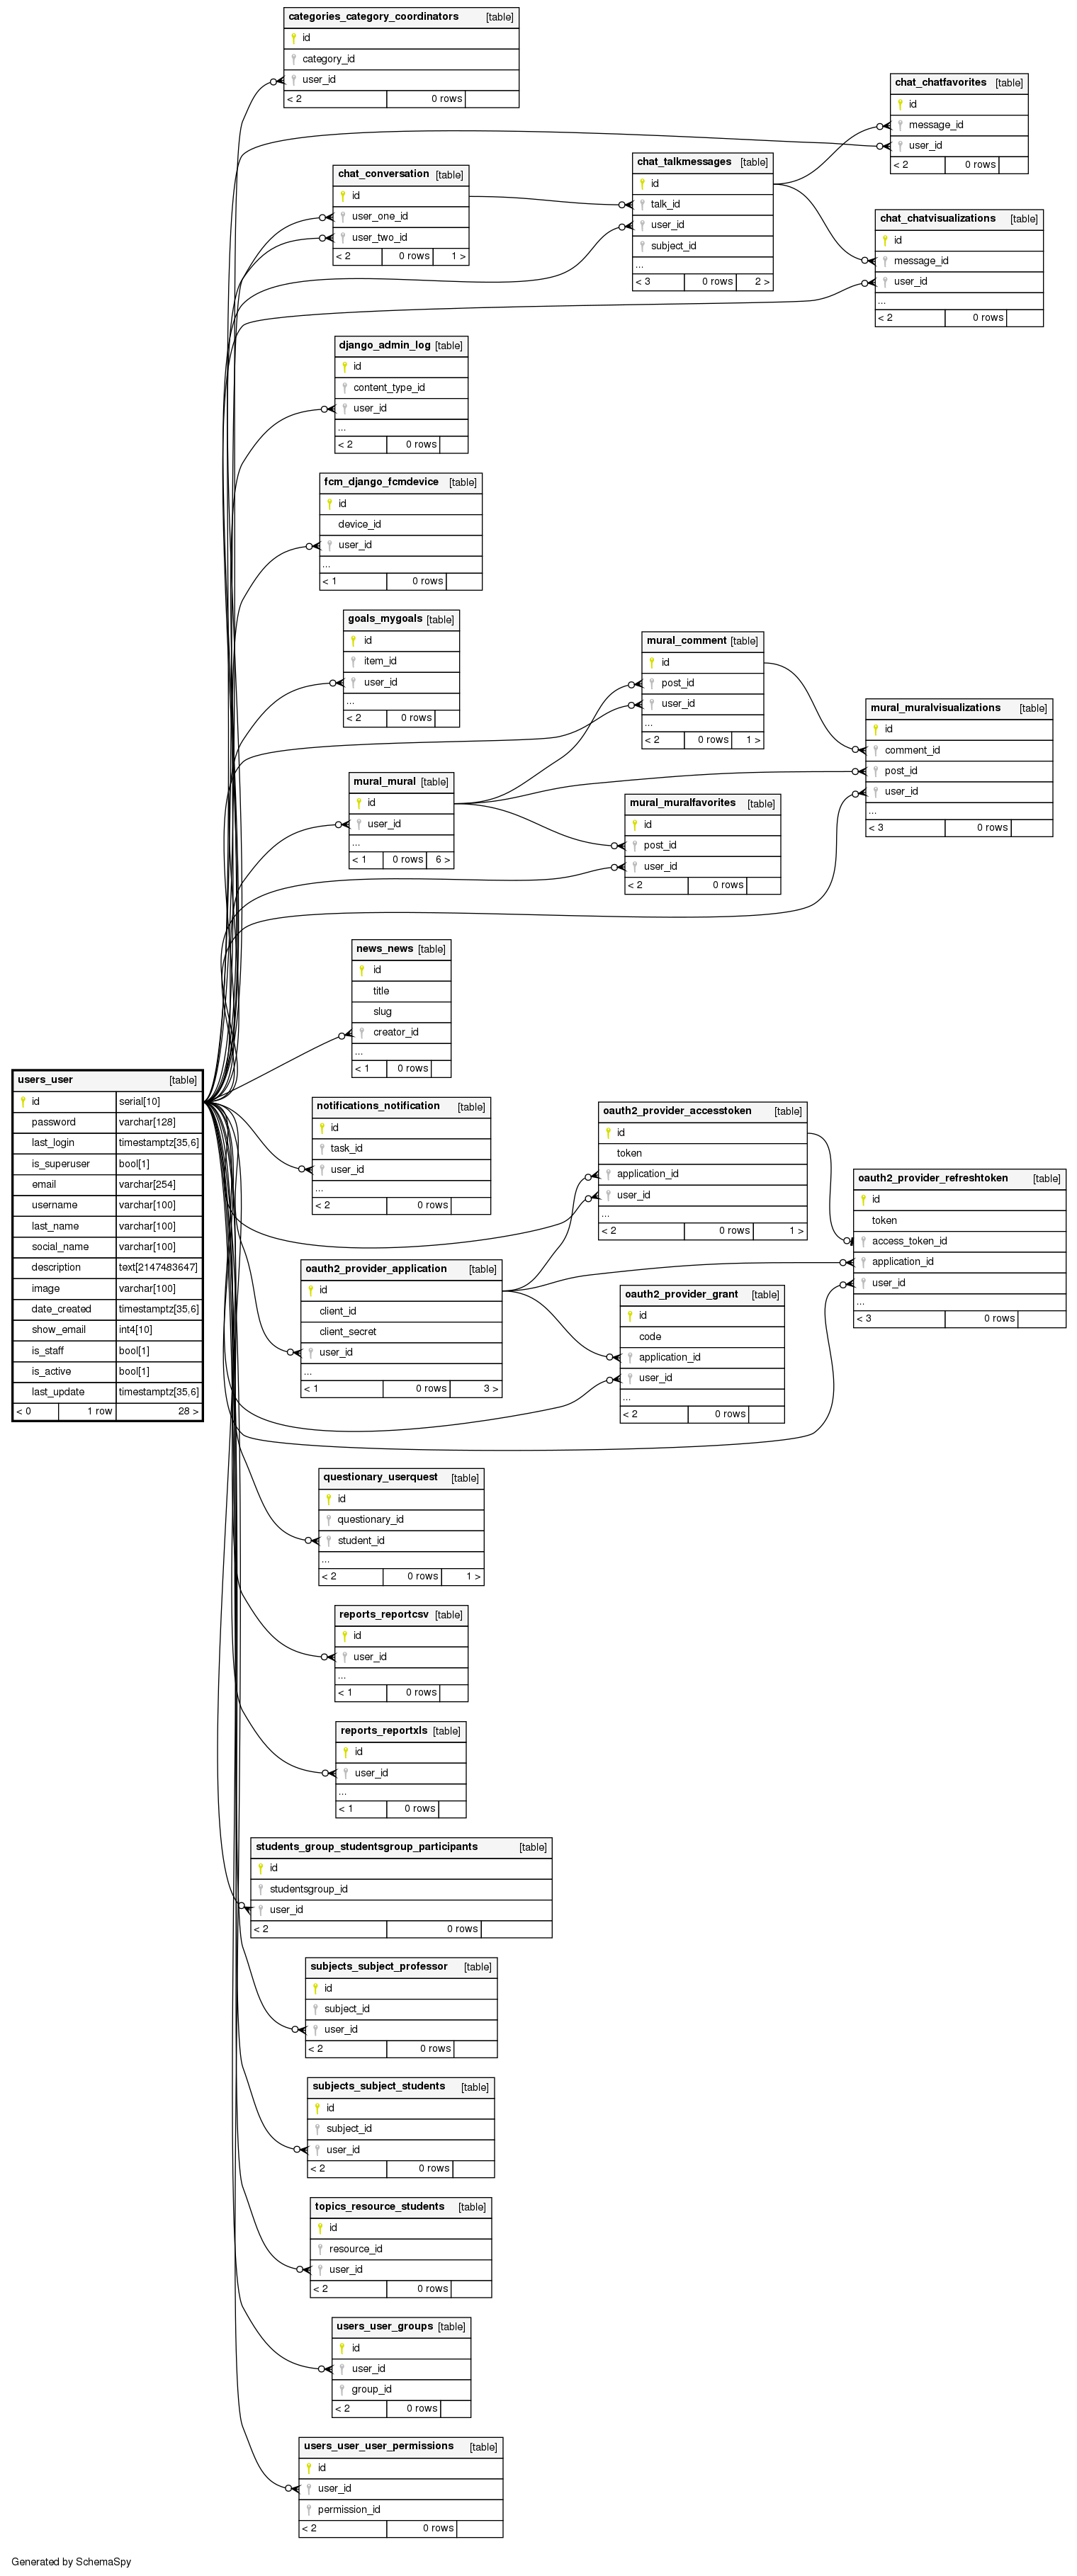 categories_category_coordinators [table]
id
category_id
user_id
< 2 0 rows
chat_chatfavorites [table]
id
message_id
user_id
< 2 0 rows
chat_talkmessages [table]
id
talk_id
user_id
subject_id
...
< 3 0 rows 2 >
chat_conversation [table]
id
user_one_id
user_two_id
< 2 0 rows 1 >
chat_chatvisualizations [table]
id
message_id
user_id
...
< 2 0 rows
django_admin_log [table]
id
content_type_id
user_id
...
< 2 0 rows
fcm_django_fcmdevice [table]
id
device_id
user_id
...
< 1 0 rows
goals_mygoals [table]
id
item_id
user_id
...
< 2 0 rows
mural_comment [table]
id
post_id
user_id
...
< 2 0 rows 1 >
mural_muralvisualizations [table]
id
comment_id
post_id
user_id
...
< 3 0 rows
mural_mural [table]
id
user_id
...
< 1 0 rows 6 >
mural_muralfavorites [table]
id
post_id
user_id
< 2 0 rows
news_news [table]
id
title
slug
creator_id
...
< 1 0 rows
users_user [table]
id serial[10]
password varchar[128]
last_login timestamptz[35,6]
is_superuser bool[1]
email varchar[254]
username varchar[100]
last_name varchar[100]
social_name varchar[100]
description text[2147483647]
image varchar[100]
date_created timestamptz[35,6]
show_email int4[10]
is_staff bool[1]
is_active bool[1]
last_update timestamptz[35,6]
< 0 1 row 28 >
notifications_notification [table]
id
task_id
user_id
...
< 2 0 rows
oauth2_provider_accesstoken [table]
id
token
application_id
user_id
...
< 2 0 rows 1 >
oauth2_provider_refreshtoken [table]
id
token
access_token_id
application_id
user_id
...
< 3 0 rows
oauth2_provider_application [table]
id
client_id
client_secret
user_id
...
< 1 0 rows 3 >
oauth2_provider_grant [table]
id
code
application_id
user_id
...
< 2 0 rows
questionary_userquest [table]
id
questionary_id
student_id
...
< 2 0 rows 1 >
reports_reportcsv [table]
id
user_id
...
< 1 0 rows
reports_reportxls [table]
id
user_id
...
< 1 0 rows
students_group_studentsgroup_participants [table]
id
studentsgroup_id
user_id
< 2 0 rows
subjects_subject_professor [table]
id
subject_id
user_id
< 2 0 rows
subjects_subject_students [table]
id
subject_id
user_id
< 2 0 rows
topics_resource_students [table]
id
resource_id
user_id
< 2 0 rows
users_user_groups [table]
id
user_id
group_id
< 2 0 rows
users_user_user_permissions [table]
id
user_id
permission_id
< 2 0 rows
Generated by SchemaSpy